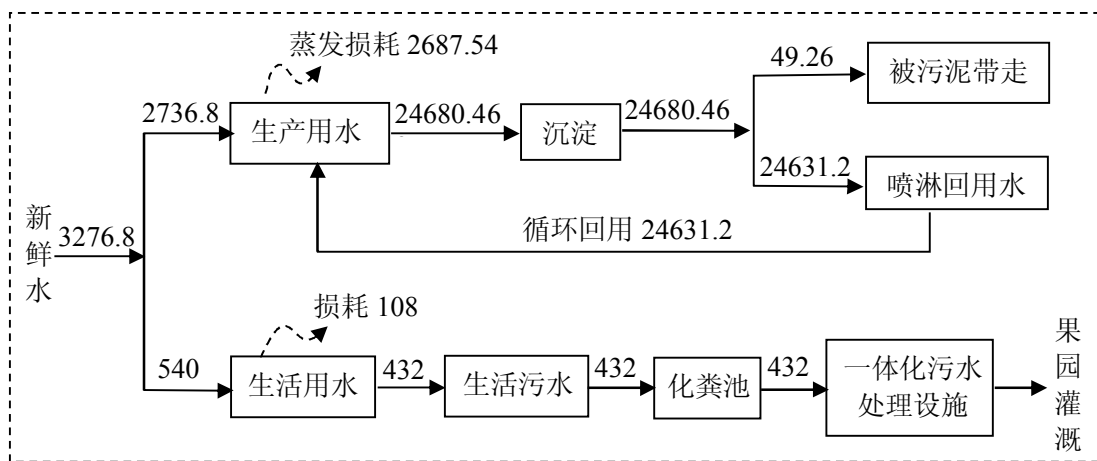 蒸发损耗 2687.54
2736.8
生产用水
24680.46
沉淀
24680.46
49.26
被污泥带走
24631.2
喷淋回用水
循环回用 24631.2
新鲜水
3276.8
损耗 108
540
生活用水
432
生活污水
432
化粪池
432
一体化污水
处理设施
果园灌溉